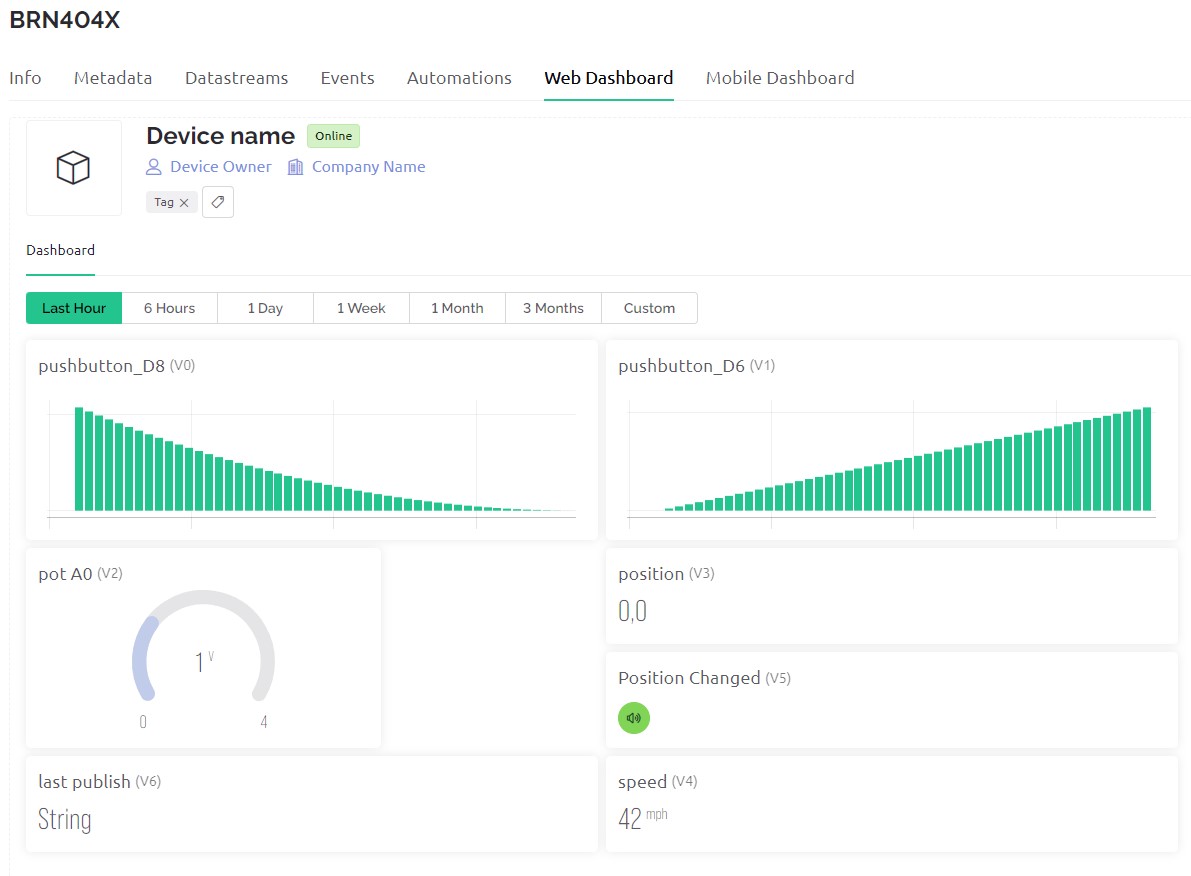 BRN404X
Info Metadata Datastreams Events Automations Web Dashboard Mobile Dashboard
Device name Online
Device Owner Company Name
Tag
Dashboard
Last Hour 6 Hours 1 Day 1 Week 1 Month 3 Months Custom
pushbutton_D8 (V0)
pushbutton_D6 (V1)
pot A0 (V2)
1 V
0 4
position (V3)
0,0
Position Changed (V5)
last publish (V6)
String
speed (V4)
42 mph